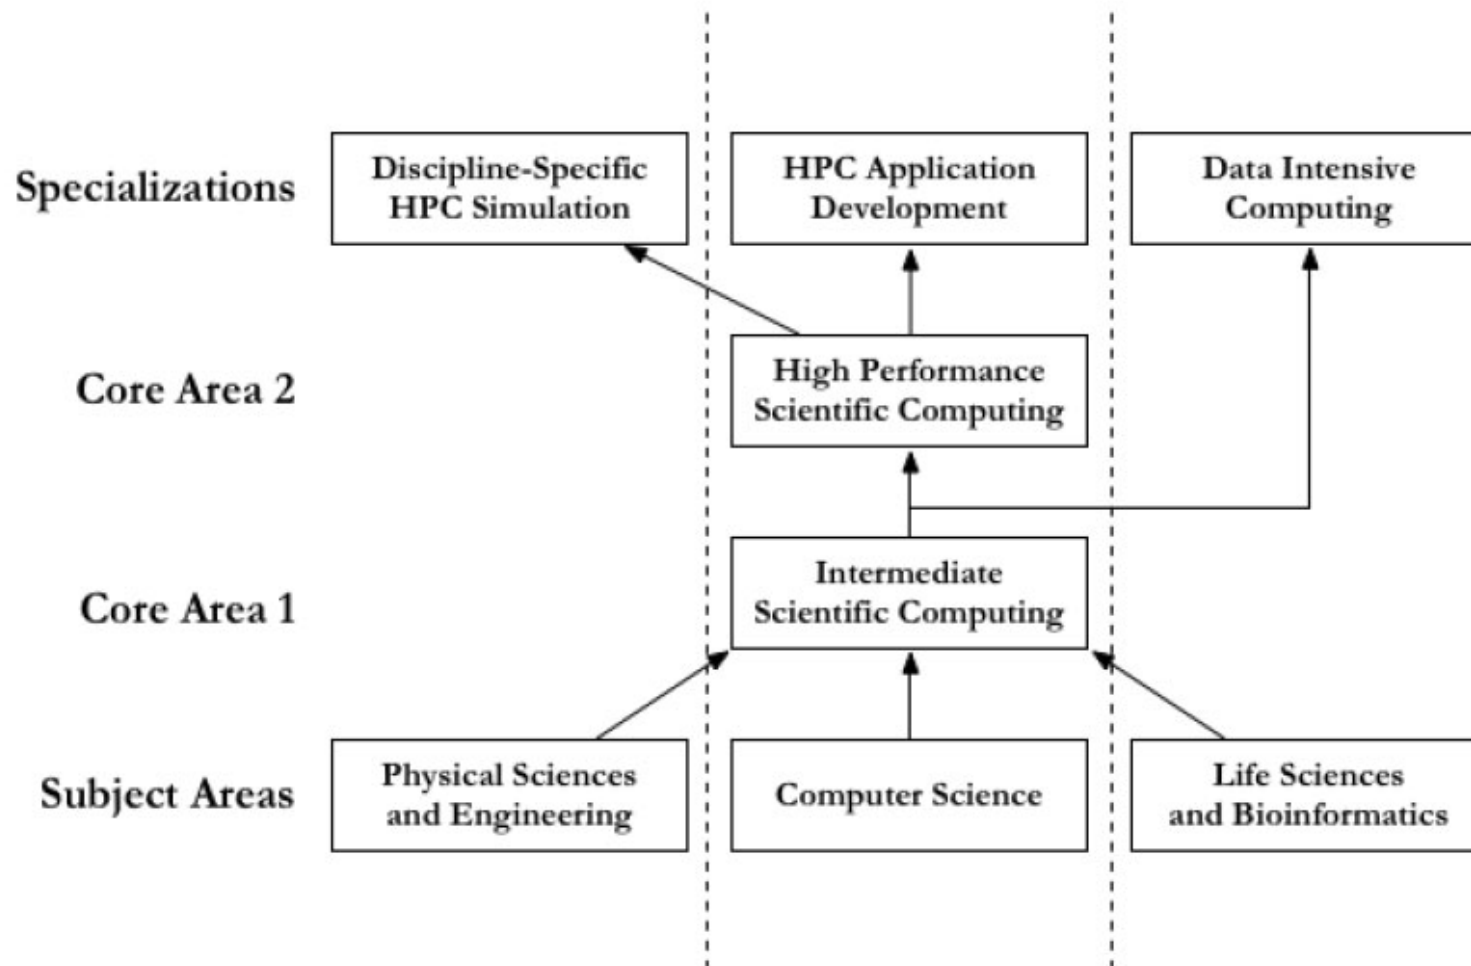 Specializations
Discipline-Specific
HPC Simulation
HPC Application
Development
Data Intensive
Computing
Core Area 2
High Performance
Scientific Computing
Core Area 1
Intermediate
Scientific Computing
Subject Areas
Physical Sciences
and Engineering
Computer Science
Life Sciences
and Bioinformatics